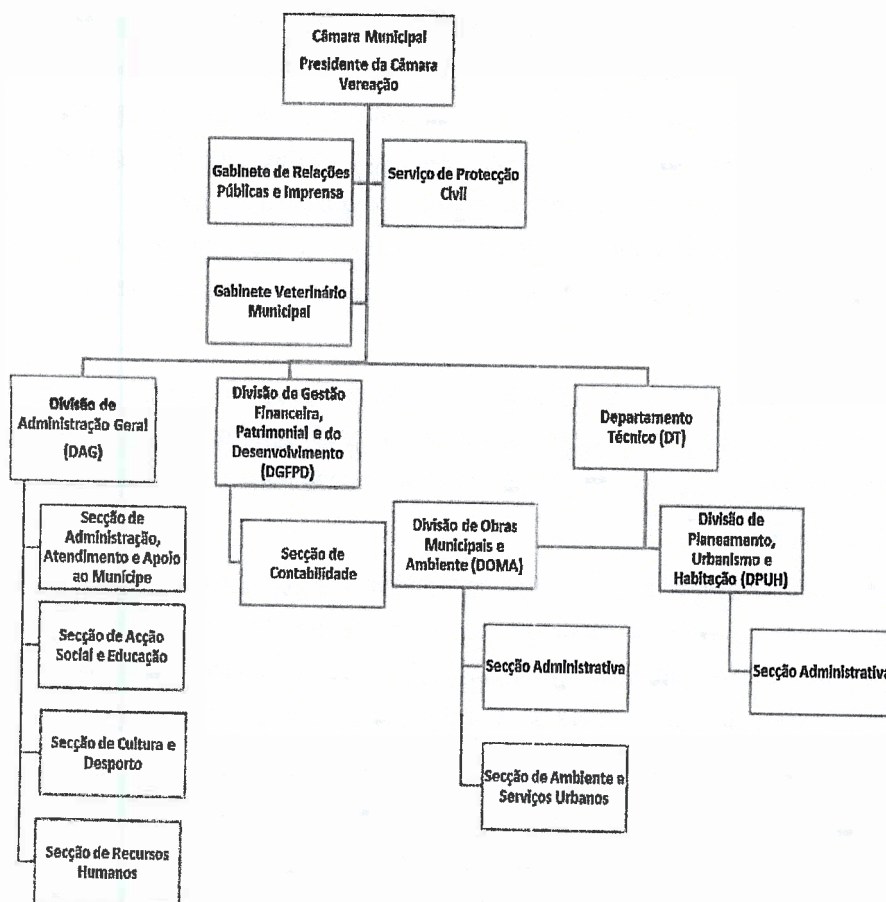 Câmara Municipal
Presidente da Câmara
Vereação
Gabinete de Relações
Públicas e Imprensa
Serviço de Protecção
Civil
Gabinete Veterinário
Municipal
Divisão de
Administração Geral
(DAG)
Divisão de Gestão
Financeira,
Patrimonial e do
Desenvolvimento
(DGFPD)
Departamento
Técnico (DT)
Secção de
Administração,
Atendimento e Apoio
ao Munícipe
Secção de Acção
Social e Educação
Secção de Cultura e
Desporto
Secção de Recursos
Humanos
Secção de
Contabilidade
Divisão de Obras
Municipais e
Ambiente (DOMA)
Divisão de
Planeamento,
Urbanismo e
Habitação (DPUH)
Secção Administrativa
Secção de Ambiente e
Serviços Urbanos
Secção Administrativa